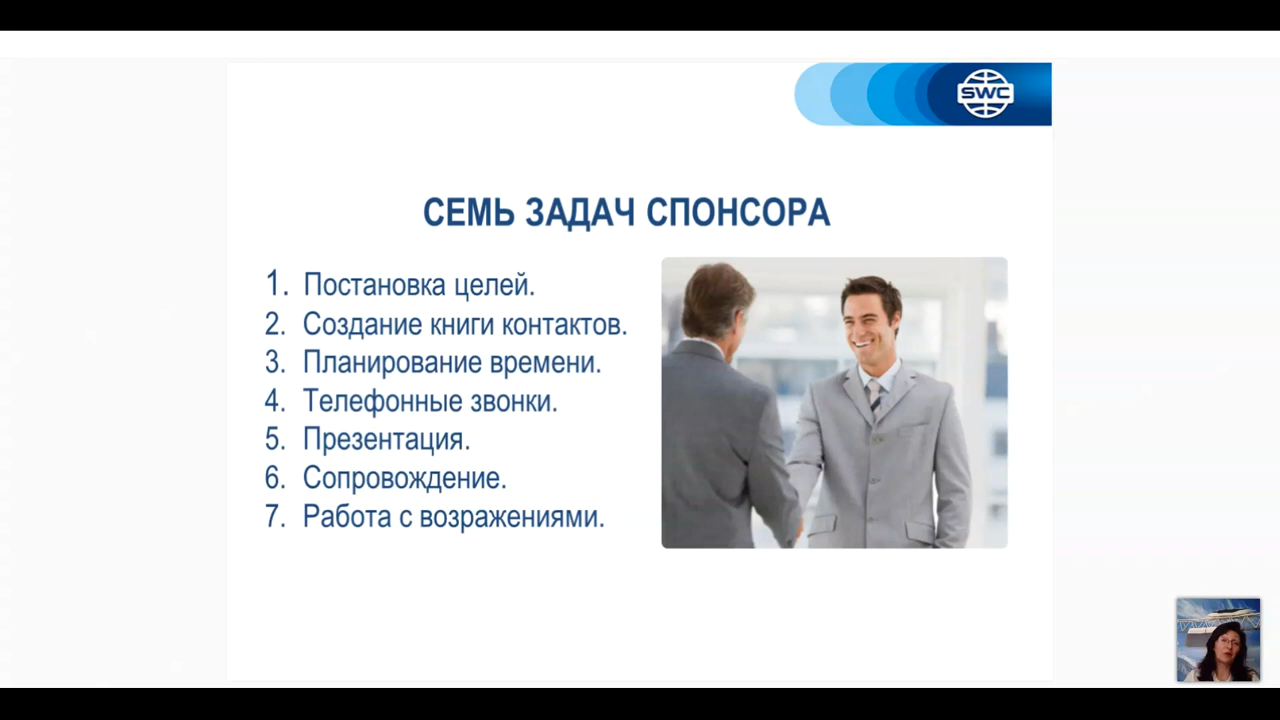 SWC
СЕМЬ ЗАДАЧ СПОНСОРА
1. Постановка целей.
2. Создание книги контактов.
3. Планирование времени.
4. Телефонные звонки.
5. Презентация.
6. Сопровождение.
7. Работа с возражениями.